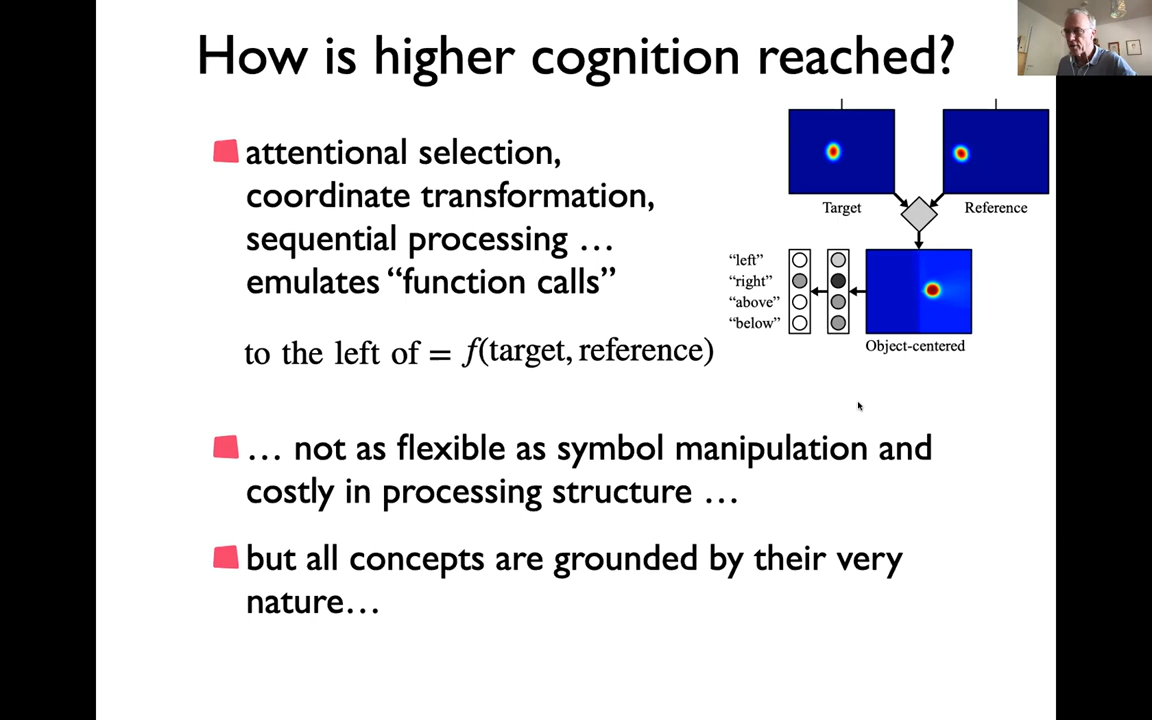 How is higher cognition reached?
attentional selection,
coordinate transformation,
sequential processing …
emulates “function calls”
to the left of = f(target, reference)
… not as flexible as symbol manipulation and
costly in processing structure …
but all concepts are grounded by their very
nature…
Target
Reference
“left”
“right”
“above”
“below”
Object-centered